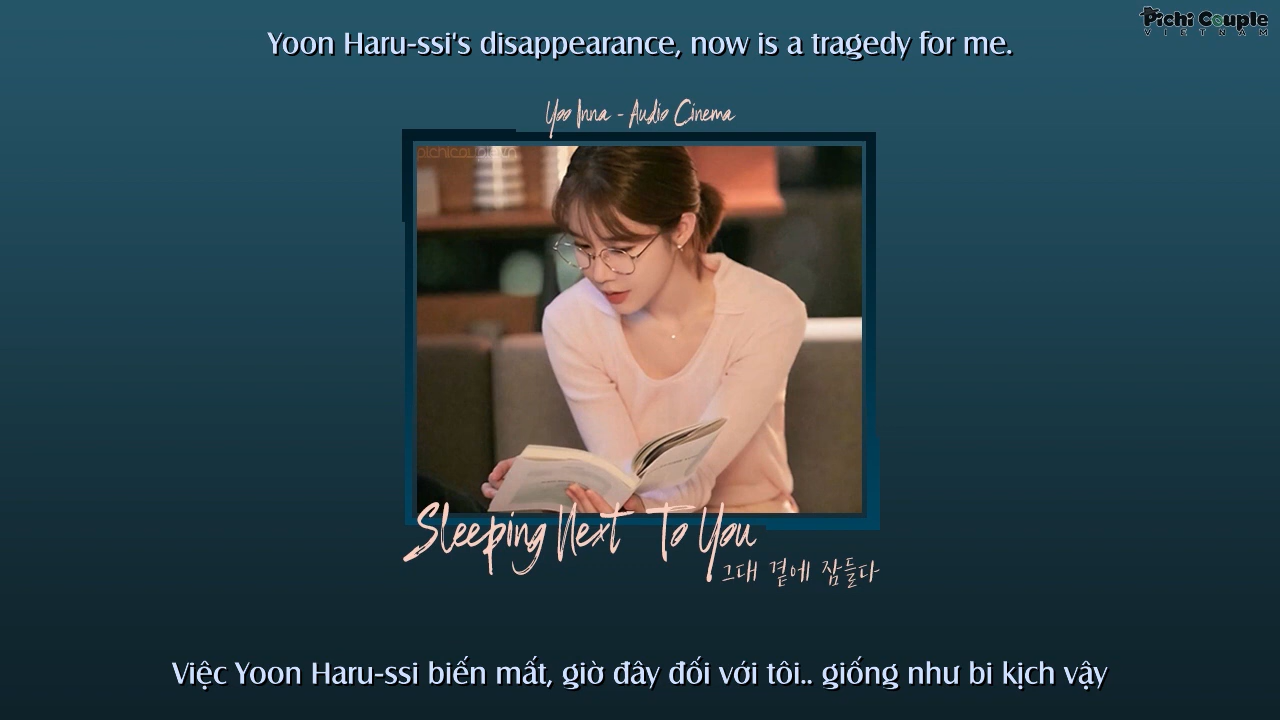 Pichi Couple
VIETNAM
Yoon Haru-ssi's disappearance, now is a tragedy for me.
Yoo Inna - Audio Cinema
pichicouple.vn
Sleeping Next To You
그대 곁에 잠들다
Việc Yoon Haru-ssi biến mất, giờ đây đối với tôi.. giống như bi kịch vậy